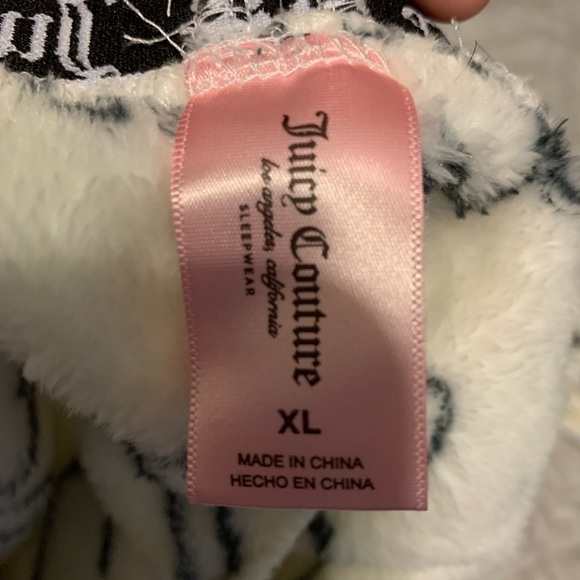 Juicy Couture
los angeles, california
SLEEPWEAR
XL
MADE IN CHINA
HECHO EN CHINA